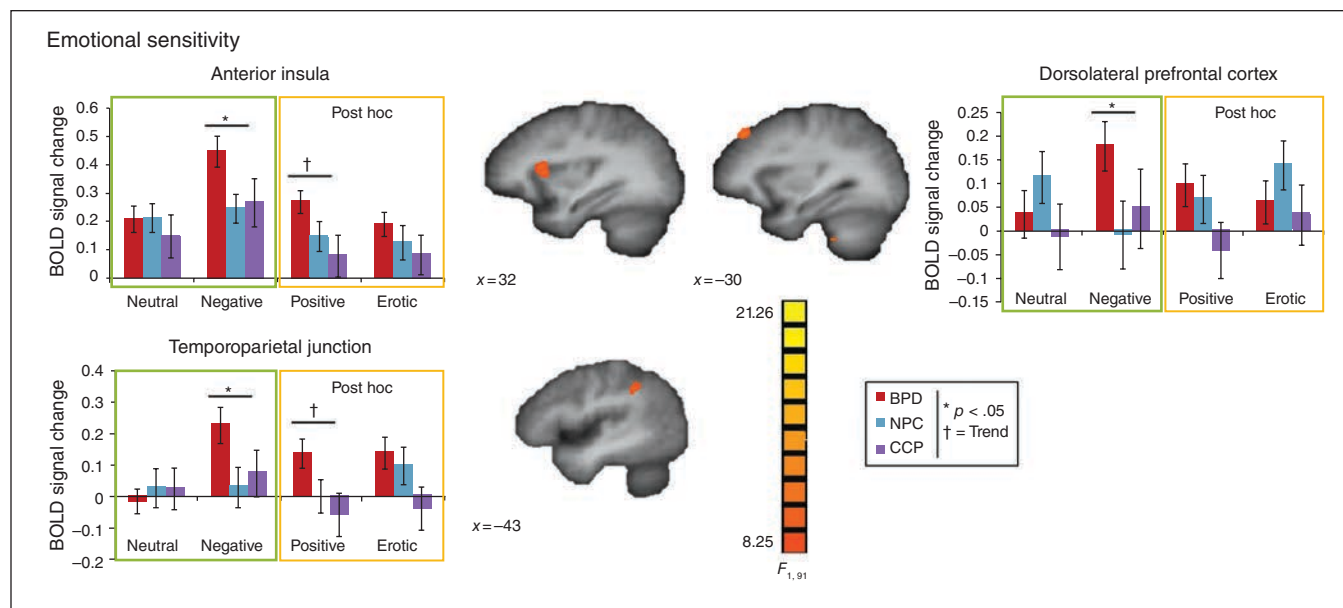 Emotional sensitivity
Anterior insula
BOLD signal change
0.6
0.5
0.4
0.3
0.2
0.1
0
*
†
Post hoc
Neutral Negative Positive Erotic
x=32
x=−30
Dorsolateral prefrontal cortex
BOLD signal change
0.25
0.2
0.15
0.1
0.05
0
−0.05
−0.1
−0.15
*
Post hoc
Neutral Negative Positive Erotic
Temporoparietal junction
BOLD signal change
0.4
0.3
0.2
0.1
0
−0.1
−0.2
*
†
Post hoc
Neutral Negative Positive Erotic
x=−43
21.26
8.25
F1, 91
BPD
NPC
CCP
* p < .05
† = Trend